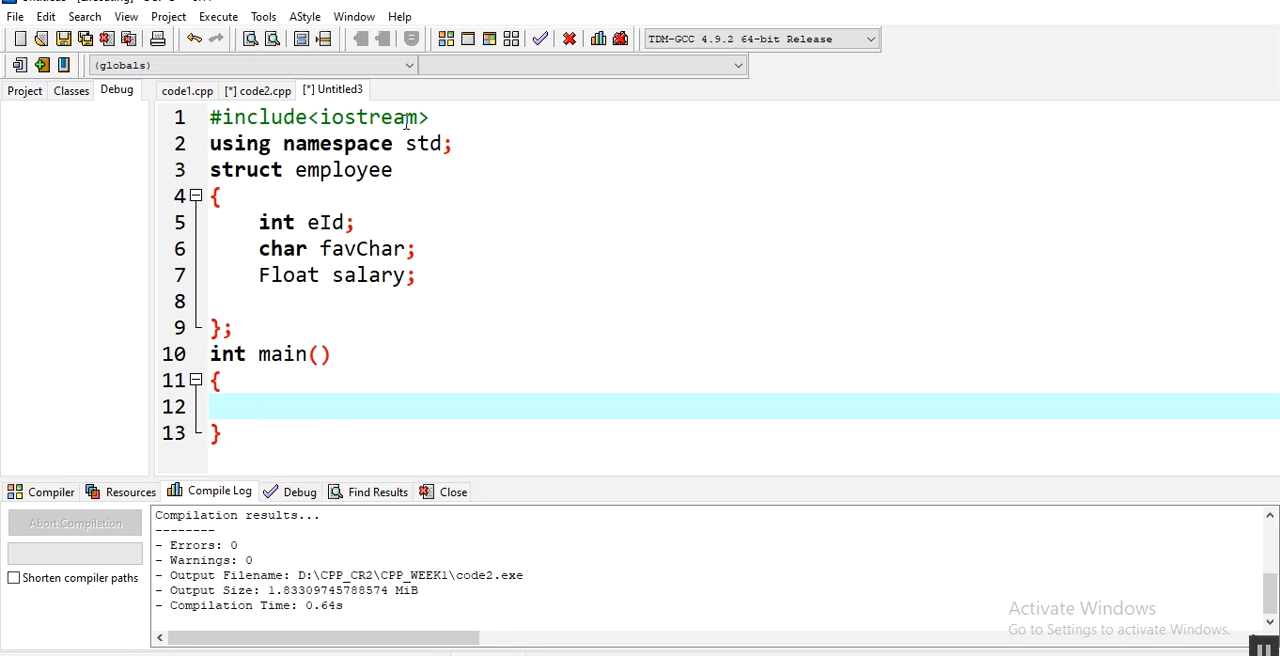 File Edit Search View Project Execute Tools AStyle Window Help
TDM-GCC 4.9.2 64-bit Release
(globals)
Project Classes Debug code1.cpp [*] code2.cpp [*] Untitled3
1 #include<iostream>
2 using namespace std;
3 struct employee
4 {
5 int eId;
6 char favChar;
7 Float salary;
8
9 };
10 int main()
11 {
12
13 }
Compiler Resources Compile Log Debug Find Results Close
Abort Compilation
Shorten compiler paths
Compilation results...
--------
- Errors: 0
- Warnings: 0
- Output Filename: D:\CPP_CR2\CPP_WEEK1\code2.exe
- Output Size: 1.83309745788574 MiB
- Compilation Time: 0.64s
Activate Windows
Go to Settings to activate Windows.